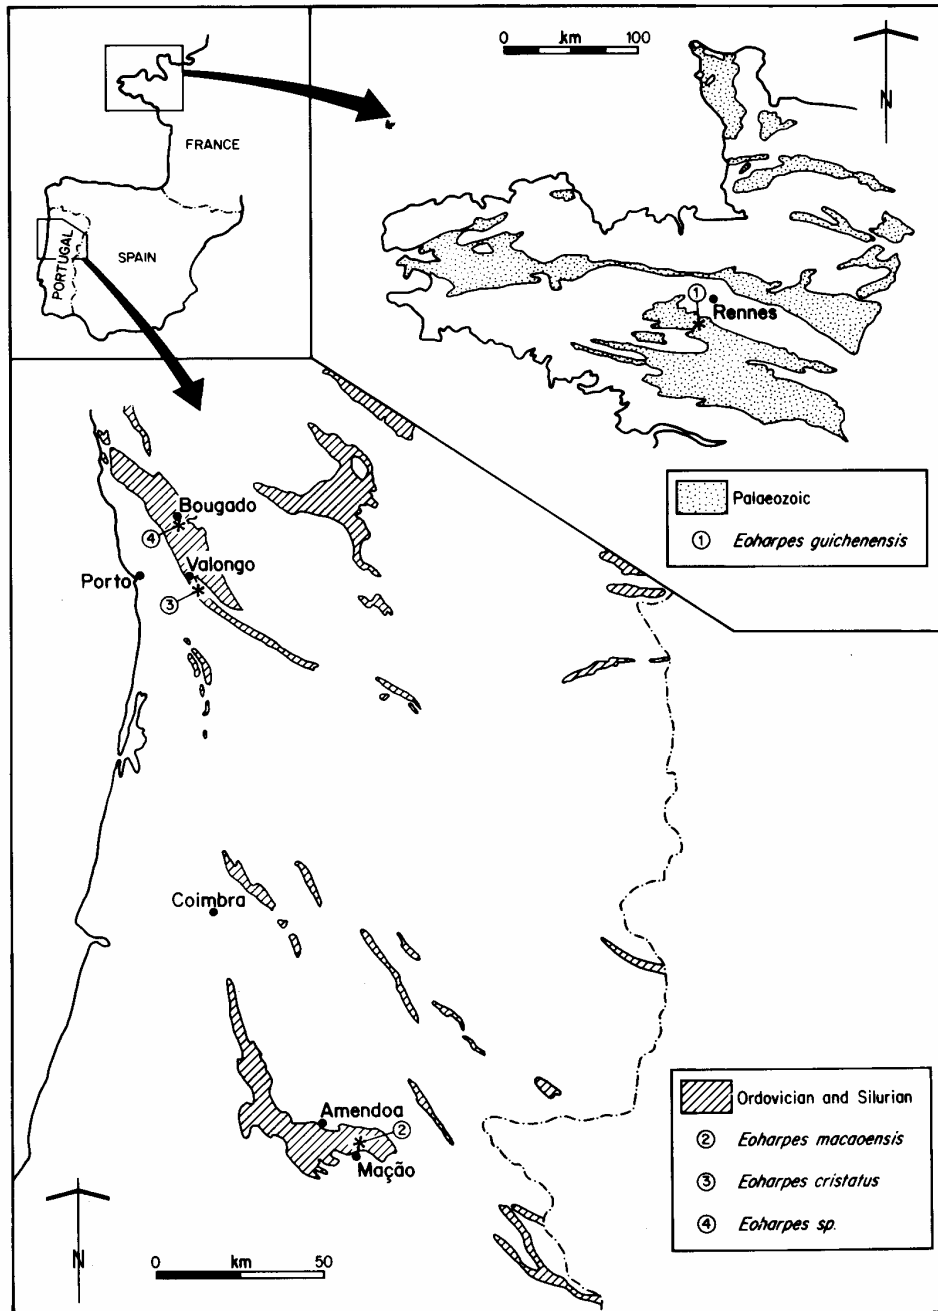 FRANCE
SPAIN
PORTUGAL
0 km 100
N
1
Rennes
Palaeozoic
1 Eoharpes guichenensis
Bougado
4
Valongo
Porto
3
Coimbra
Amendoa
2
Mação
N
0 km 50
Ordovician and Silurian
2 Eoharpes macaoensis
3 Eoharpes cristatus
4 Eoharpes sp.